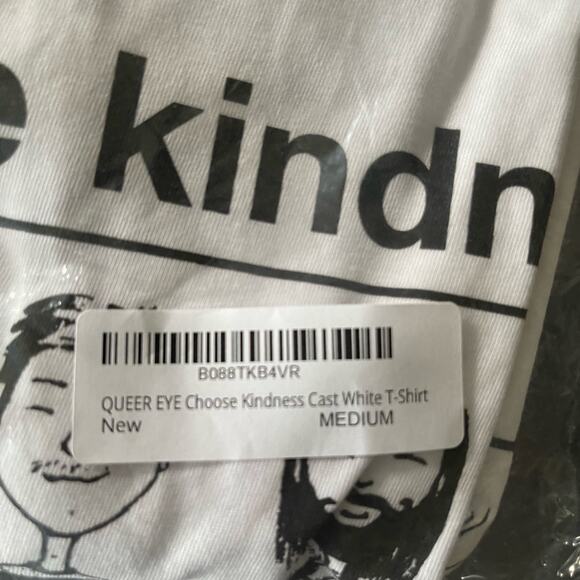 e kindn
B088TKB4VR
QUEER EYE Choose Kindness Cast White T-Shirt
New MEDIUM